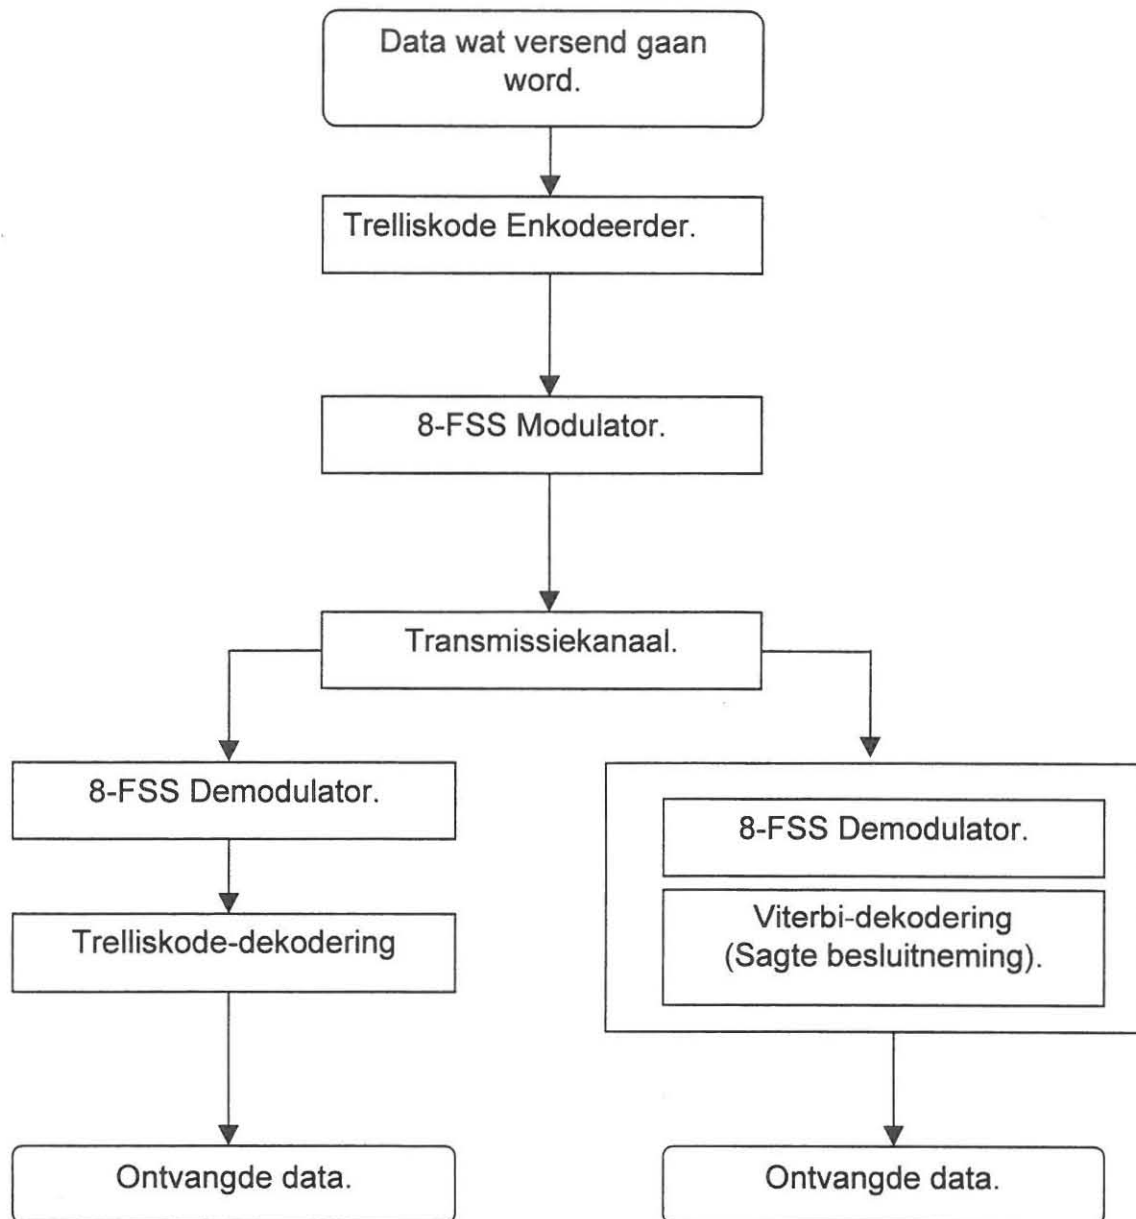 Data wat versend gaan
word.
Trelliskode Enkodeerder.
8-FSS Modulator.
Transmissiekanaal.
8-FSS Demodulator.
Trelliskode-dekodering
Ontvangde data.
8-FSS Demodulator.
Viterbi-dekodering
(Sagte besluitneming).
Ontvangde data.